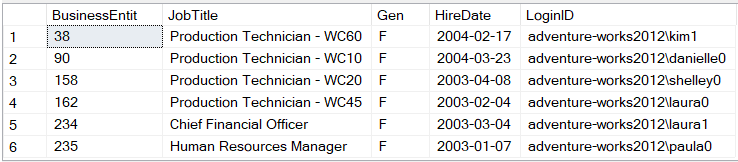 BusinessEntit JobTitle Gen HireDate LoginID
1 38 Production Technician - WC60 F 2004-02-17 adventure-works2012\kim1
2 90 Production Technician - WC10 F 2004-03-23 adventure-works2012\danielle0
3 158 Production Technician - WC20 F 2003-04-08 adventure-works2012\shelley0
4 162 Production Technician - WC45 F 2003-02-04 adventure-works2012\laura0
5 234 Chief Financial Officer F 2003-03-04 adventure-works2012\laura1
6 235 Human Resources Manager F 2003-01-07 adventure-works2012\paula0